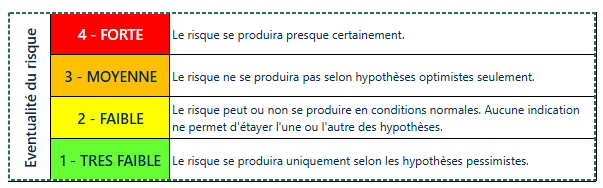 Eventualité du risque
4 - FORTE
Le risque se produira presque certainement.
3 - MOYENNE
Le risque ne se produira pas selon hypothèses optimistes seulement.
2 - FAIBLE
Le risque peut ou non se produire en conditions normales. Aucune indication
ne permet d'étayer l'une ou l'autre des hypothèses.
1 - TRES FAIBLE
Le risque se produira uniquement selon les hypothèses pessimistes.